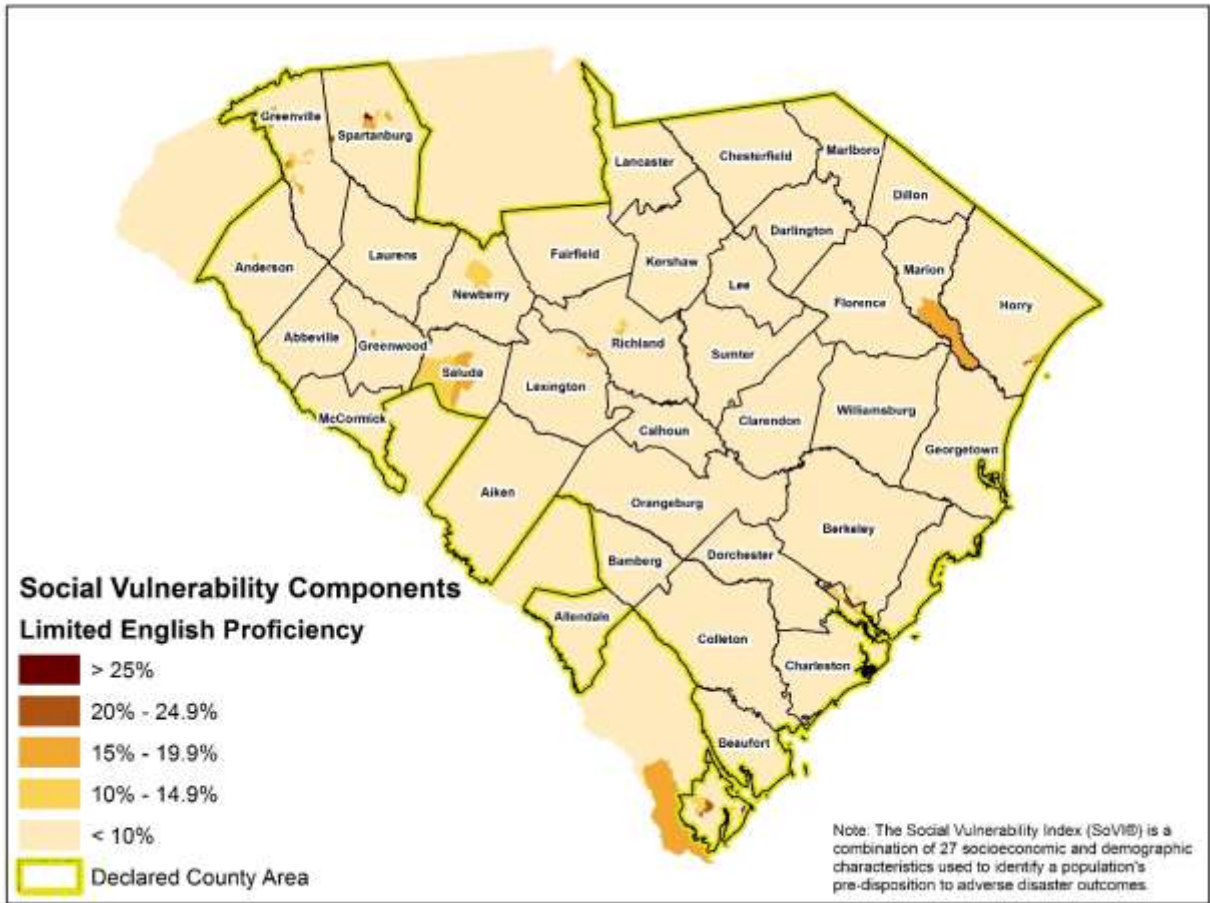 Greenville
Spartanburg
Lancaster
Chesterfield
Marlboro
Dillon
Darlington
Laurens
Fairfield
Kershaw
Anderson
Newberry
Lee
Marion
Florence
Horry
Abbeville
Greenwood
Richland
Sumter
Saluda
Lexington
McCormick
Calhoun
Clarendon
Williamsburg
Georgetown
Aiken
Orangeburg
Berkeley
Bamberg
Dorchester
Allendale
Colleton
Charleston
Beaufort
Social Vulnerability Components
Limited English Proficiency
> 25%
20% - 24.9%
15% - 19.9%
10% - 14.9%
< 10%
Declared County Area
Note: The Social Vulnerability Index (SoVI®) is a
combination of 27 socioeconomic and demographic
characteristics used to identify a population's
pre-disposition to adverse disaster outcomes.